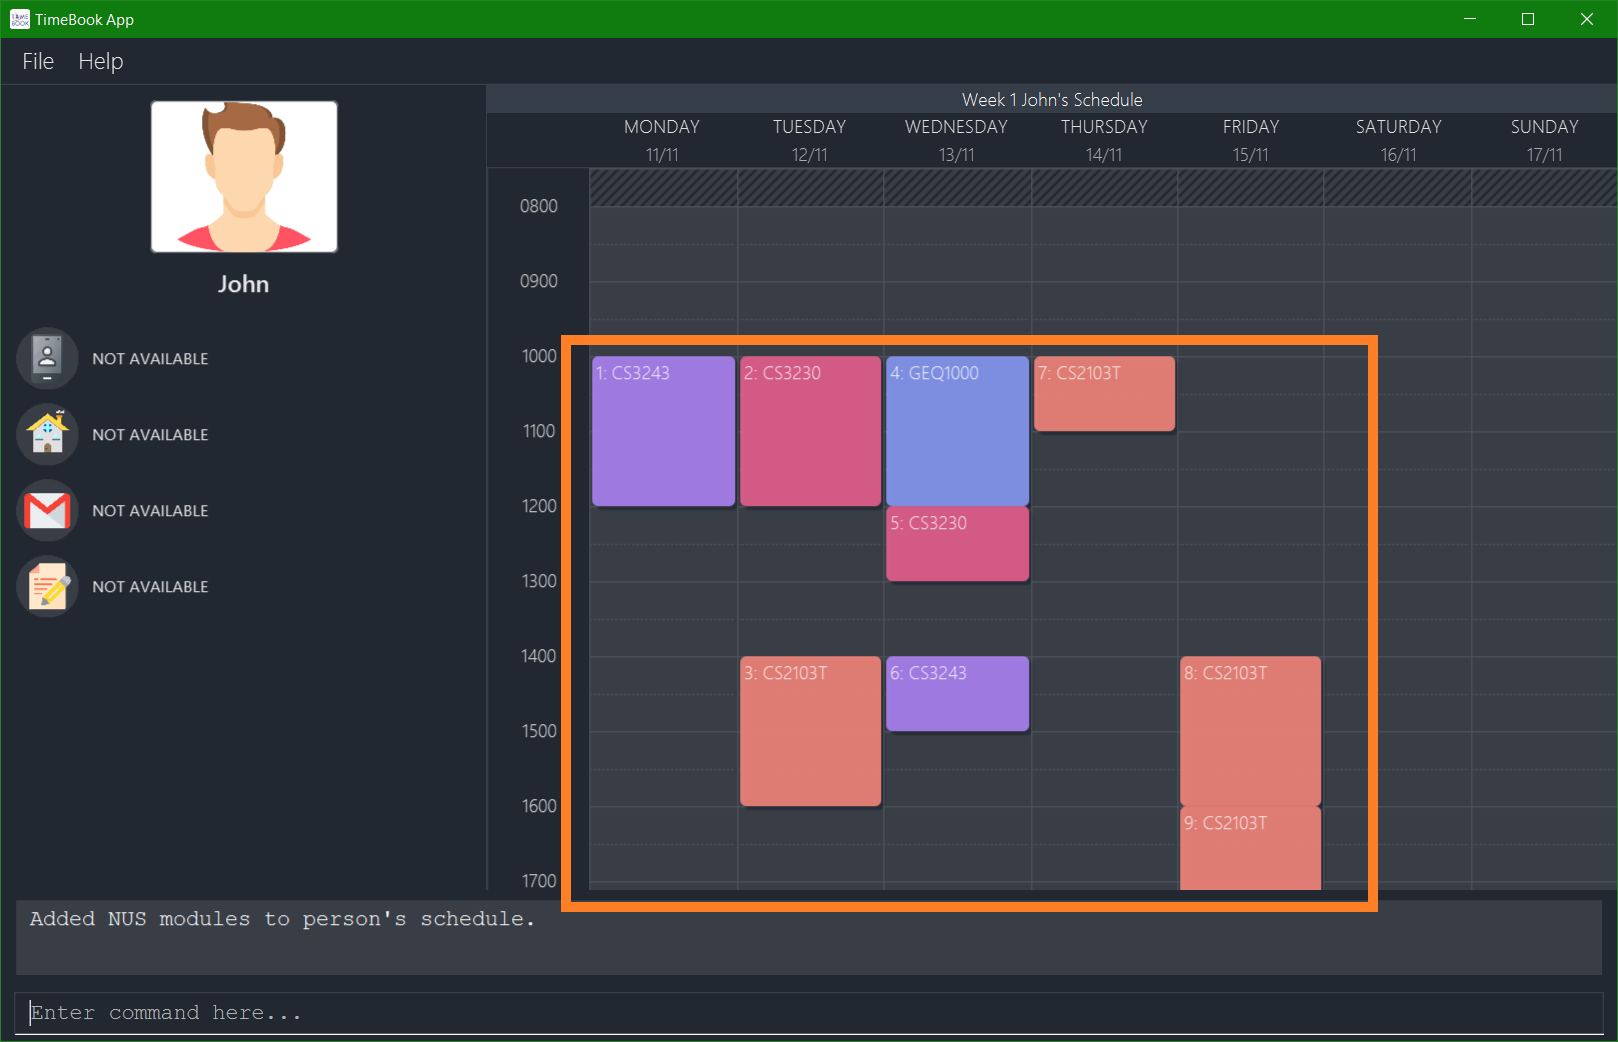 TimeBook App
File Help
John
NOT AVAILABLE
NOT AVAILABLE
NOT AVAILABLE
NOT AVAILABLE
Week 1 John's Schedule
MONDAY TUESDAY WEDNESDAY THURSDAY FRIDAY SATURDAY SUNDAY
11/11 12/11 13/11 14/11 15/11 16/11 17/11
0800
0900
1000
1: CS3243 2: CS3230 4: GEQ1000 7: CS2103T
1100
1200
5: CS3230
1300
1400
3: CS2103T 6: CS3243 8: CS2103T
1500
1600
9: CS2103T
1700
Added NUS modules to person's schedule.
Enter command here...